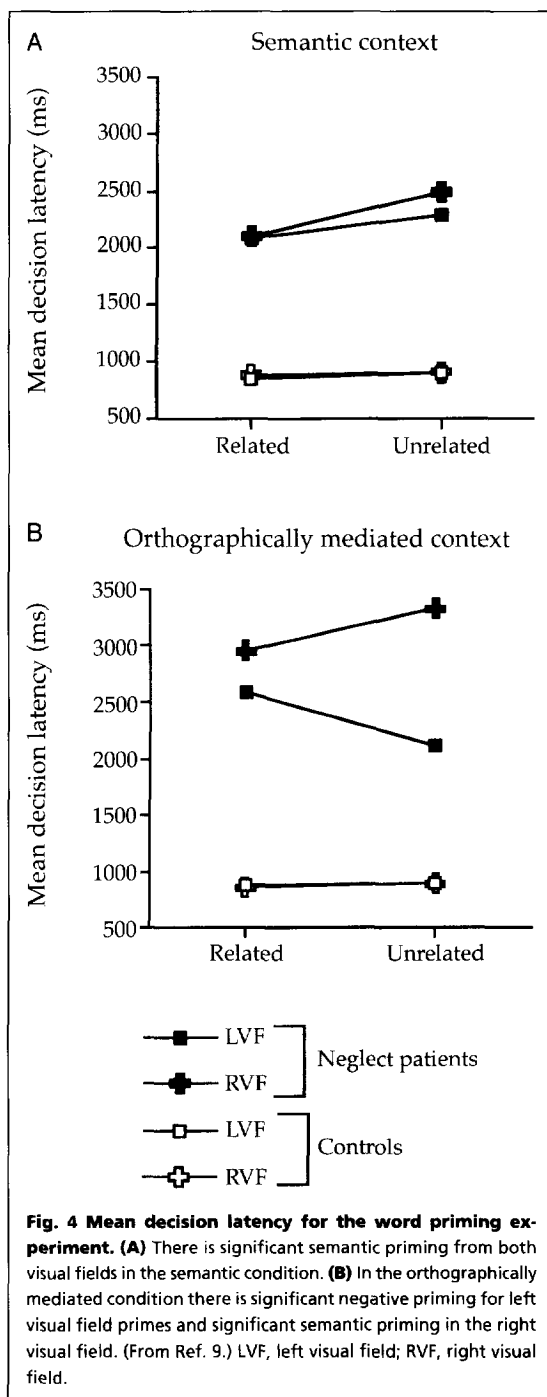 A
Semantic context
Mean decision latency (ms)
3500
3000
2500
2000
1500
1000
500
Related
Unrelated
B
Orthographically mediated context
Mean decision latency (ms)
3500
3000
2500
2000
1500
1000
500
Related
Unrelated
LVF
RVF
Neglect patients
LVF
RVF
Controls
Fig. 4 Mean decision latency for the word priming ex-
periment. (A) There is significant semantic priming from both
visual fields in the semantic condition. (B) In the orthographically
mediated condition there is significant negative priming for left
visual field primes and significant semantic priming in the right
visual field. (From Ref. 9.) LVF, left visual field; RVF, right visual
field.